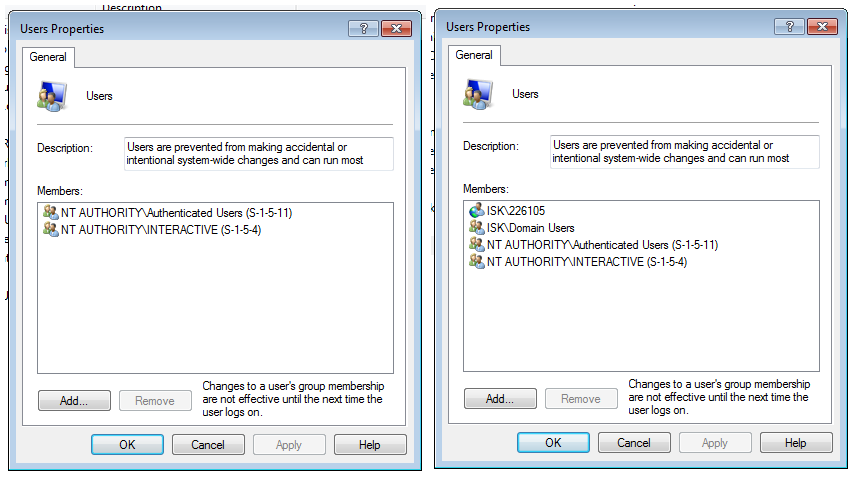 Description
Users Properties
General
Users
Description:
Users are prevented from making accidental or
intentional system-wide changes and can run most
Members:
NT AUTHORITY\Authenticated Users (S-1-5-11)
NT AUTHORITY\INTERACTIVE (S-1-5-4)
Add...
Remove
Changes to a user's group membership
are not effective until the next time the
user logs on.
OK
Cancel
Apply
Help
Users Properties
General
Users
Description:
Users are prevented from making accidental or
intentional system-wide changes and can run most
Members:
ISK\226105
ISK\Domain Users
NT AUTHORITY\Authenticated Users (S-1-5-11)
NT AUTHORITY\INTERACTIVE (S-1-5-4)
Add...
Remove
Changes to a user's group membership
are not effective until the next time the
user logs on.
OK
Cancel
Apply
Help